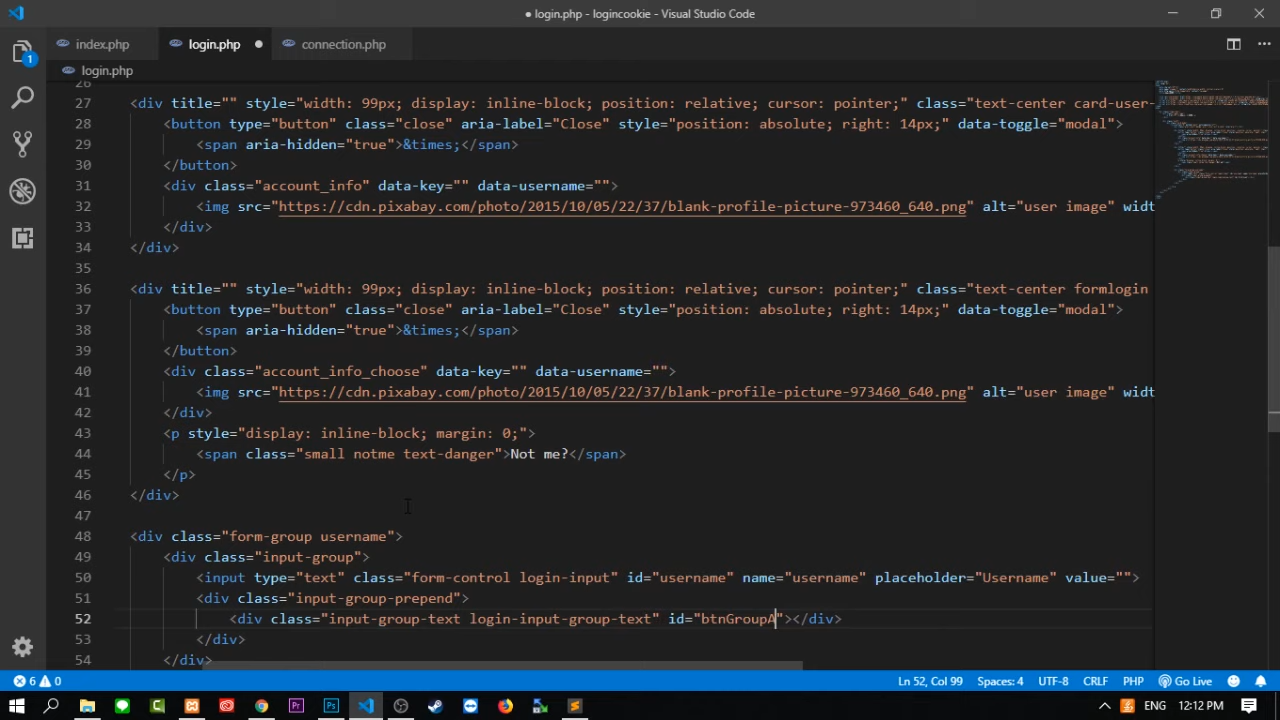 ● login.php - logincookie - Visual Studio Code
index.php
login.php
connection.php
login.php
26
27 <div title="" style="width: 99px; display: inline-block; position: relative; cursor: pointer;" class="text-center card-user-
28 <button type="button" class="close" aria-label="Close" style="position: absolute; right: 14px;" data-toggle="modal">
29 <span aria-hidden="true">&times;</span>
30 </button>
31 <div class="account_info" data-key="" data-username="">
32 <img src="https://cdn.pixabay.com/photo/2015/10/05/22/37/blank-profile-picture-973460_640.png" alt="user image" widt
33 </div>
34 </div>
35
36 <div title="" style="width: 99px; display: inline-block; position: relative; cursor: pointer;" class="text-center formlogin
37 <button type="button" class="close" aria-label="Close" style="position: absolute; right: 14px;" data-toggle="modal">
38 <span aria-hidden="true">&times;</span>
39 </button>
40 <div class="account_info_choose" data-key="" data-username="">
41 <img src="https://cdn.pixabay.com/photo/2015/10/05/22/37/blank-profile-picture-973460_640.png" alt="user image" widt
42 </div>
43 <p style="display: inline-block; margin: 0;">
44 <span class="small notme text-danger">Not me?</span>
45 </p>
46 </div>
47
48 <div class="form-group username">
49 <div class="input-group">
50 <input type="text" class="form-control login-input" id="username" name="username" placeholder="Username" value="">
51 <div class="input-group-prepend">
52 <div class="input-group-text login-input-group-text" id="btnGroupA"></div>
53 </div>
54 </div>
6 0 Ln 52, Col 99 Spaces: 4 UTF-8 CRLF PHP Go Live
ENG 12:12 PM